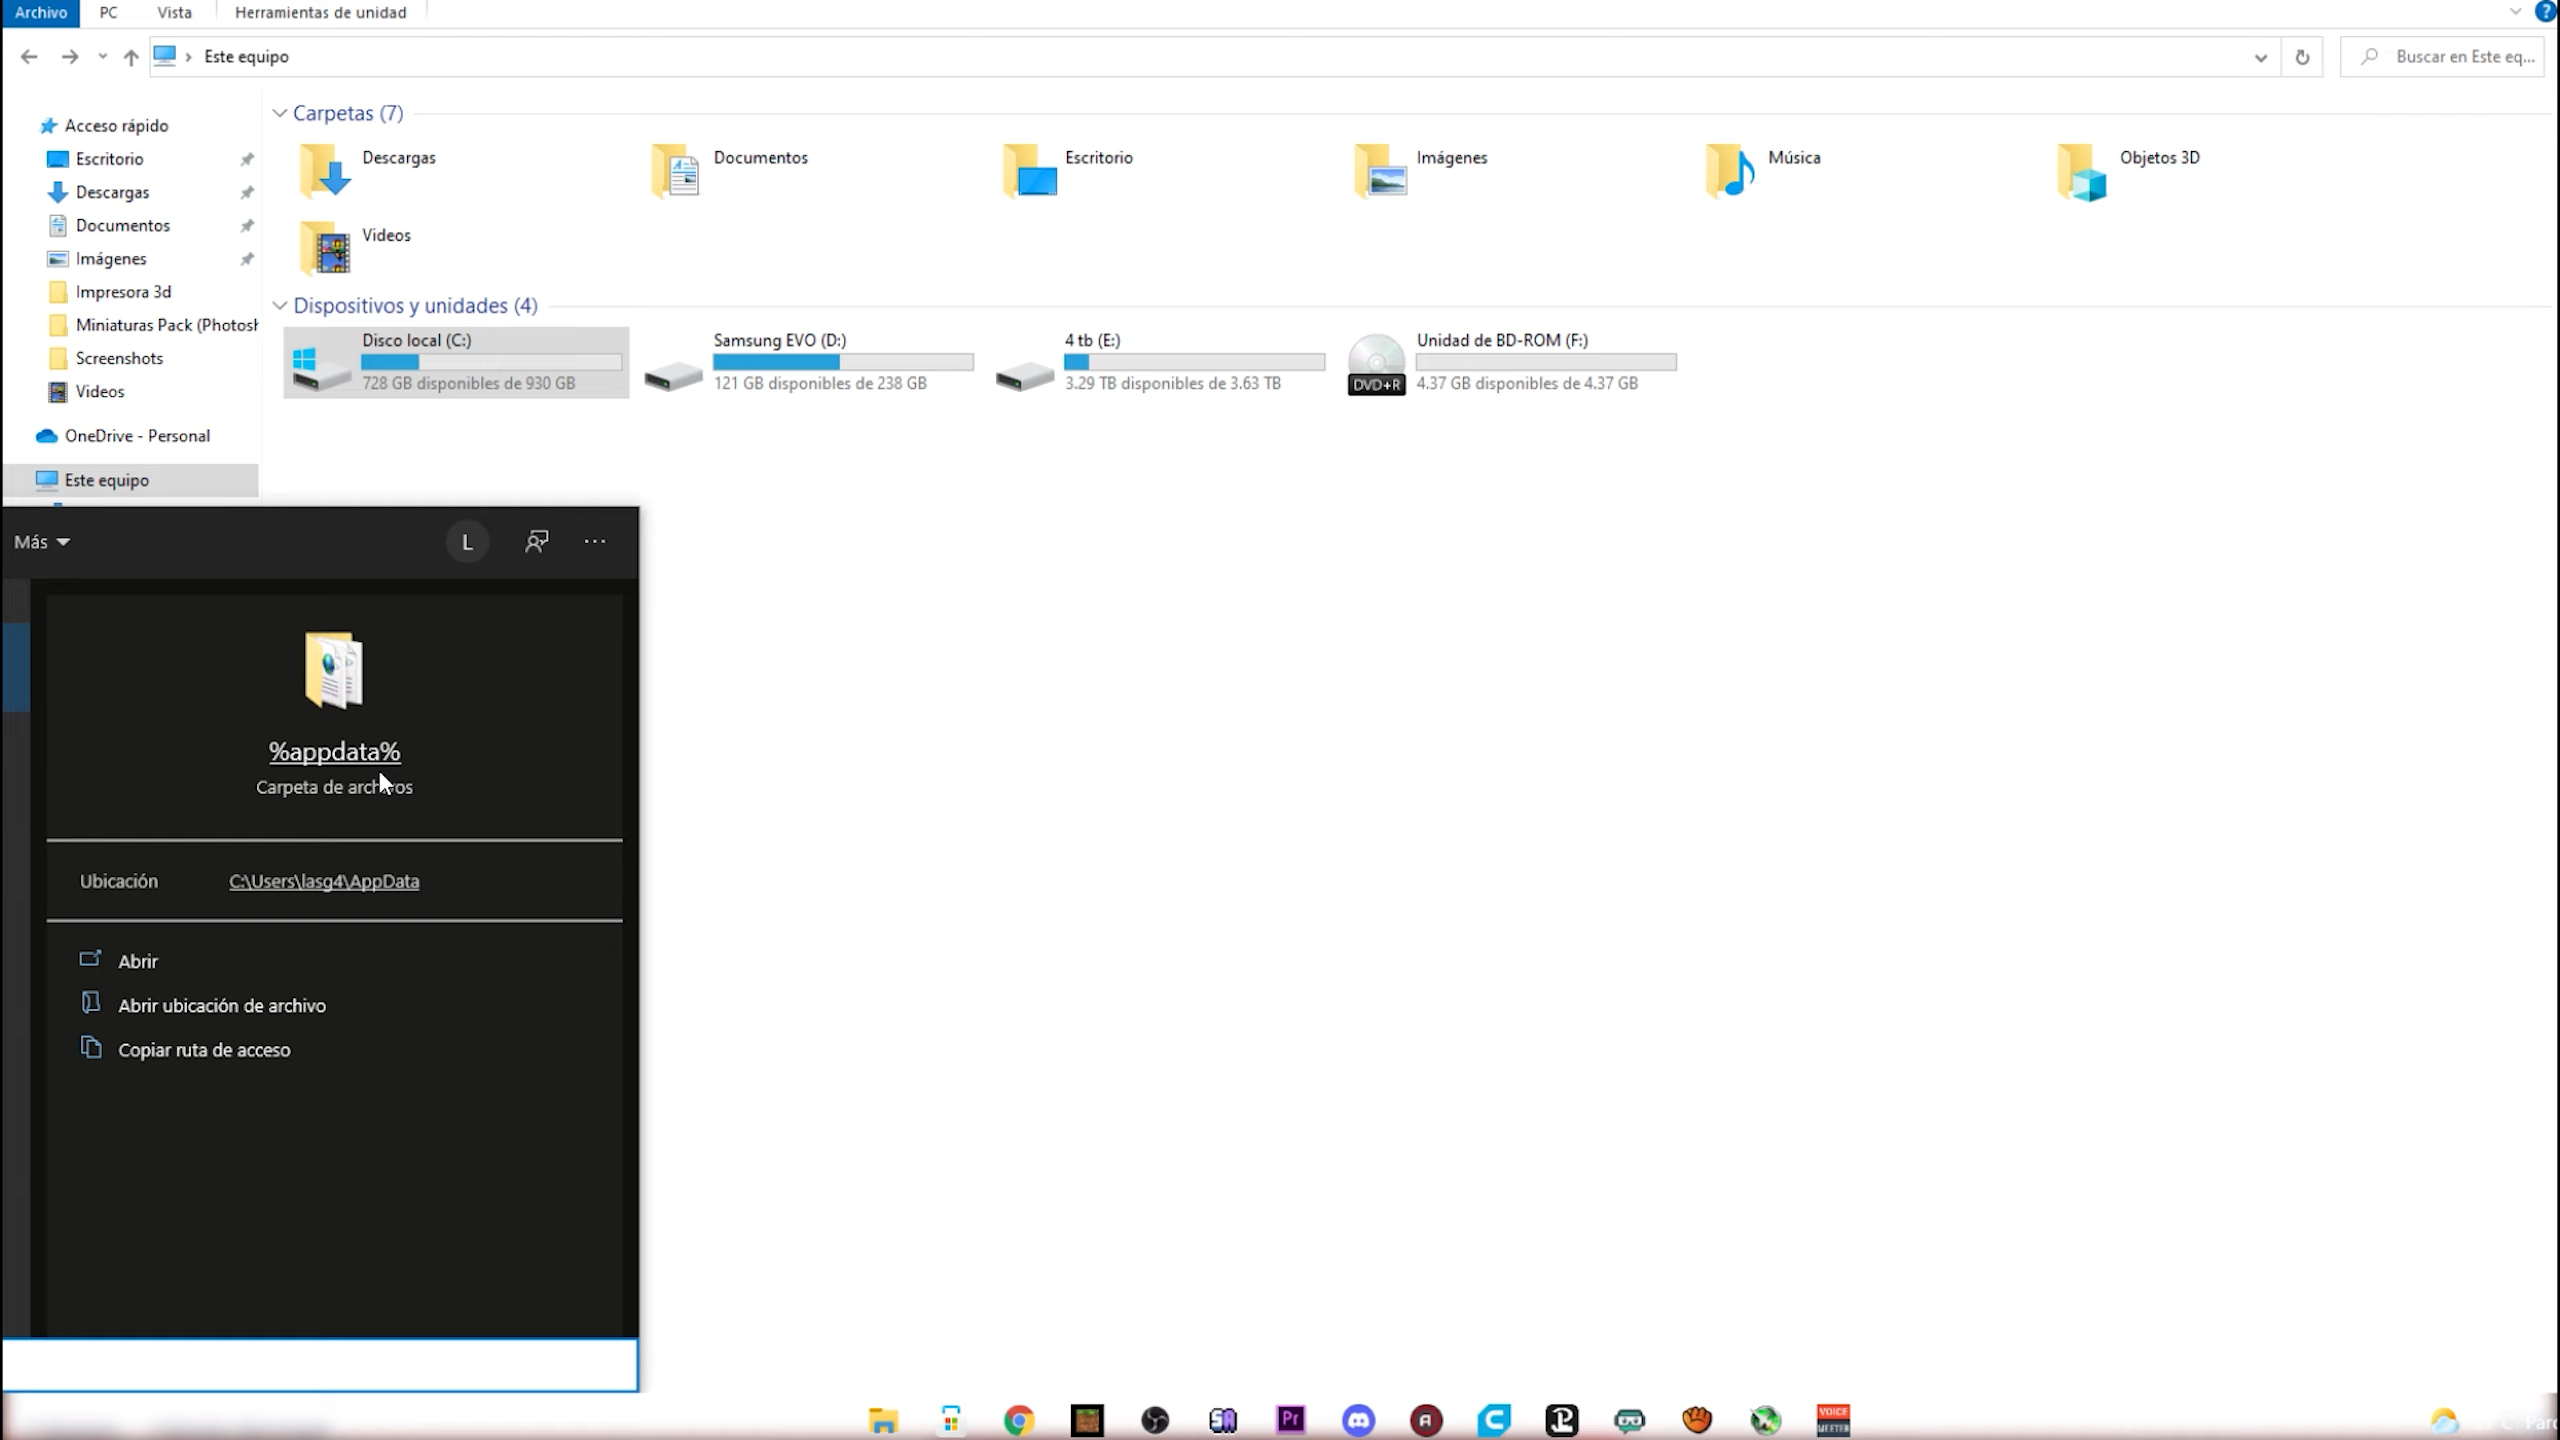 Archivo PC Vista Herramientas de unidad
Este equipo
Buscar en Este eq...
Acceso rápido
Escritorio
Descargas
Documentos
Imágenes
Impresora 3d
Miniaturas Pack (Photosh
Screenshots
Videos
OneDrive - Personal
Este equipo
Carpetas (7)
Descargas
Documentos
Escritorio
Imágenes
Música
Objetos 3D
Videos
Dispositivos y unidades (4)
Disco local (C:)
728 GB disponibles de 930 GB
Samsung EVO (D:)
121 GB disponibles de 238 GB
4 tb (E:)
3.29 TB disponibles de 3.63 TB
DVD+R
Unidad de BD-ROM (F:)
4.37 GB disponibles de 4.37 GB
Más
L
%appdata%
Carpeta de archivos
Ubicación C:\Users\lasg4\AppData
Abrir
Abrir ubicación de archivo
Copiar ruta de acceso
Pr
VOICE
MEETER